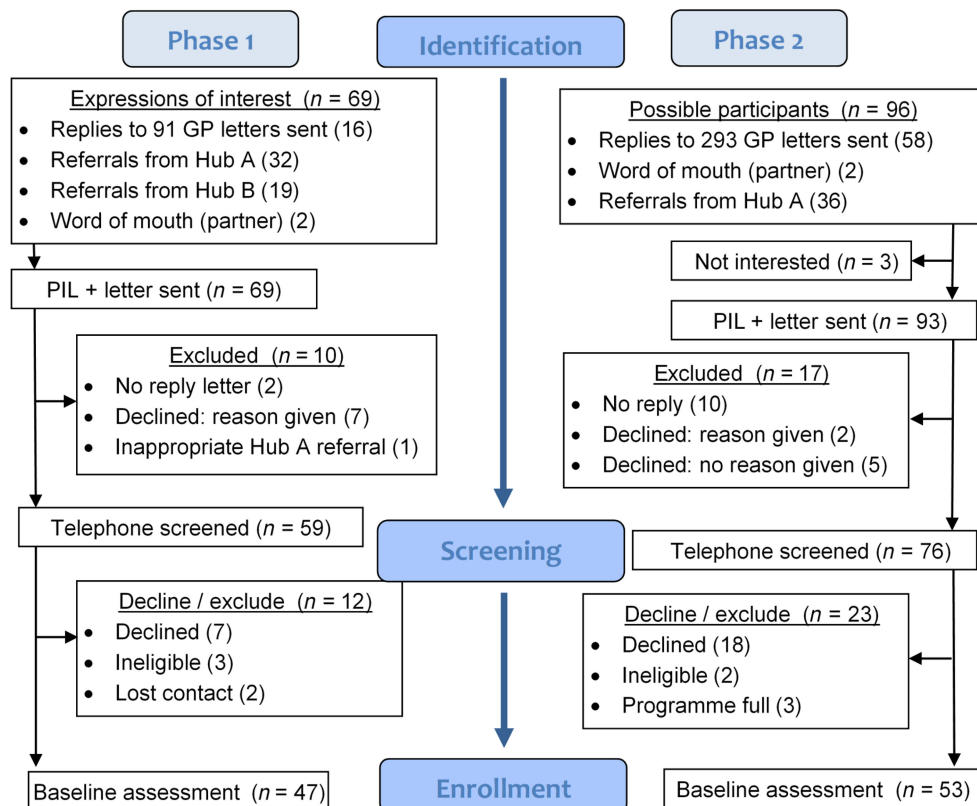 Phase 1
Identification
Phase 2
Expressions of interest (n = 69)
• Replies to 91 GP letters sent (16)
• Referrals from Hub A (32)
• Referrals from Hub B (19)
• Word of mouth (partner) (2)
Possible participants (n = 96)
• Replies to 293 GP letters sent (58)
• Word of mouth (partner) (2)
• Referrals from Hub A (36)
Not interested (n = 3)
PIL + letter sent (n = 69)
PIL + letter sent (n = 93)
Excluded (n = 10)
• No reply letter (2)
• Declined: reason given (7)
• Inappropriate Hub A referral (1)
Excluded (n = 17)
• No reply (10)
• Declined: reason given (2)
• Declined: no reason given (5)
Telephone screened (n = 59)
Screening
Telephone screened (n = 76)
Decline / exclude (n = 12)
• Declined (7)
• Ineligible (3)
• Lost contact (2)
Decline / exclude (n = 23)
• Declined (18)
• Ineligible (2)
• Programme full (3)
Baseline assessment (n = 47)
Enrollment
Baseline assessment (n = 53)